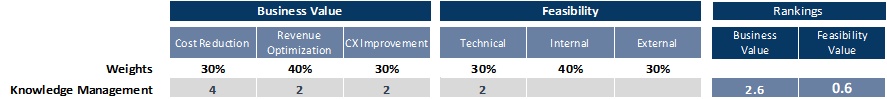 Business Value Feasibility Rankings
Cost Reduction Revenue Optimization CX Improvement Technical Internal External Business Value Feasibility Value
Weights 30% 40% 30% 30% 40% 30%
Knowledge Management 4 2 2 2 2.6 0.6